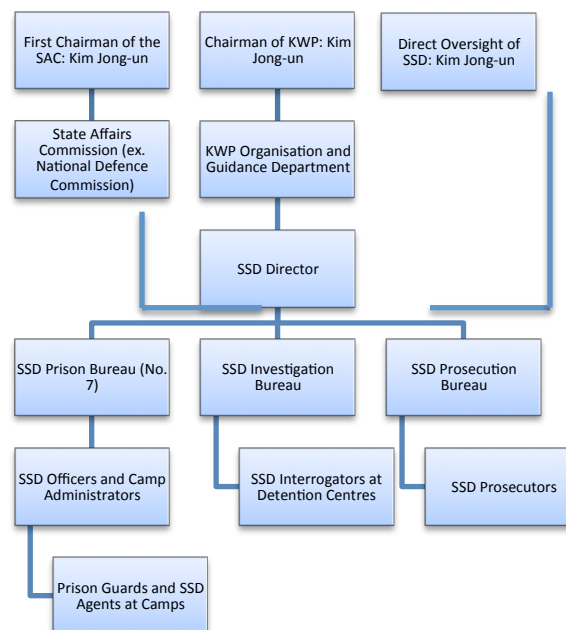 First Chairman of the
SAC: Kim Jong-un
Chairman of KWP: Kim
Jong-un
Direct Oversight of
SSD: Kim Jong-un
State Affairs
Commission (ex.
National Defence
Commission)
KWP Organisation and
Guidance Department
SSD Director
SSD Prison Bureau (No.
7)
SSD Investigation
Bureau
SSD Prosecution
Bureau
SSD Officers and Camp
Administrators
SSD Interrogators at
Detention Centres
SSD Prosecutors
Prison Guards and SSD
Agents at Camps